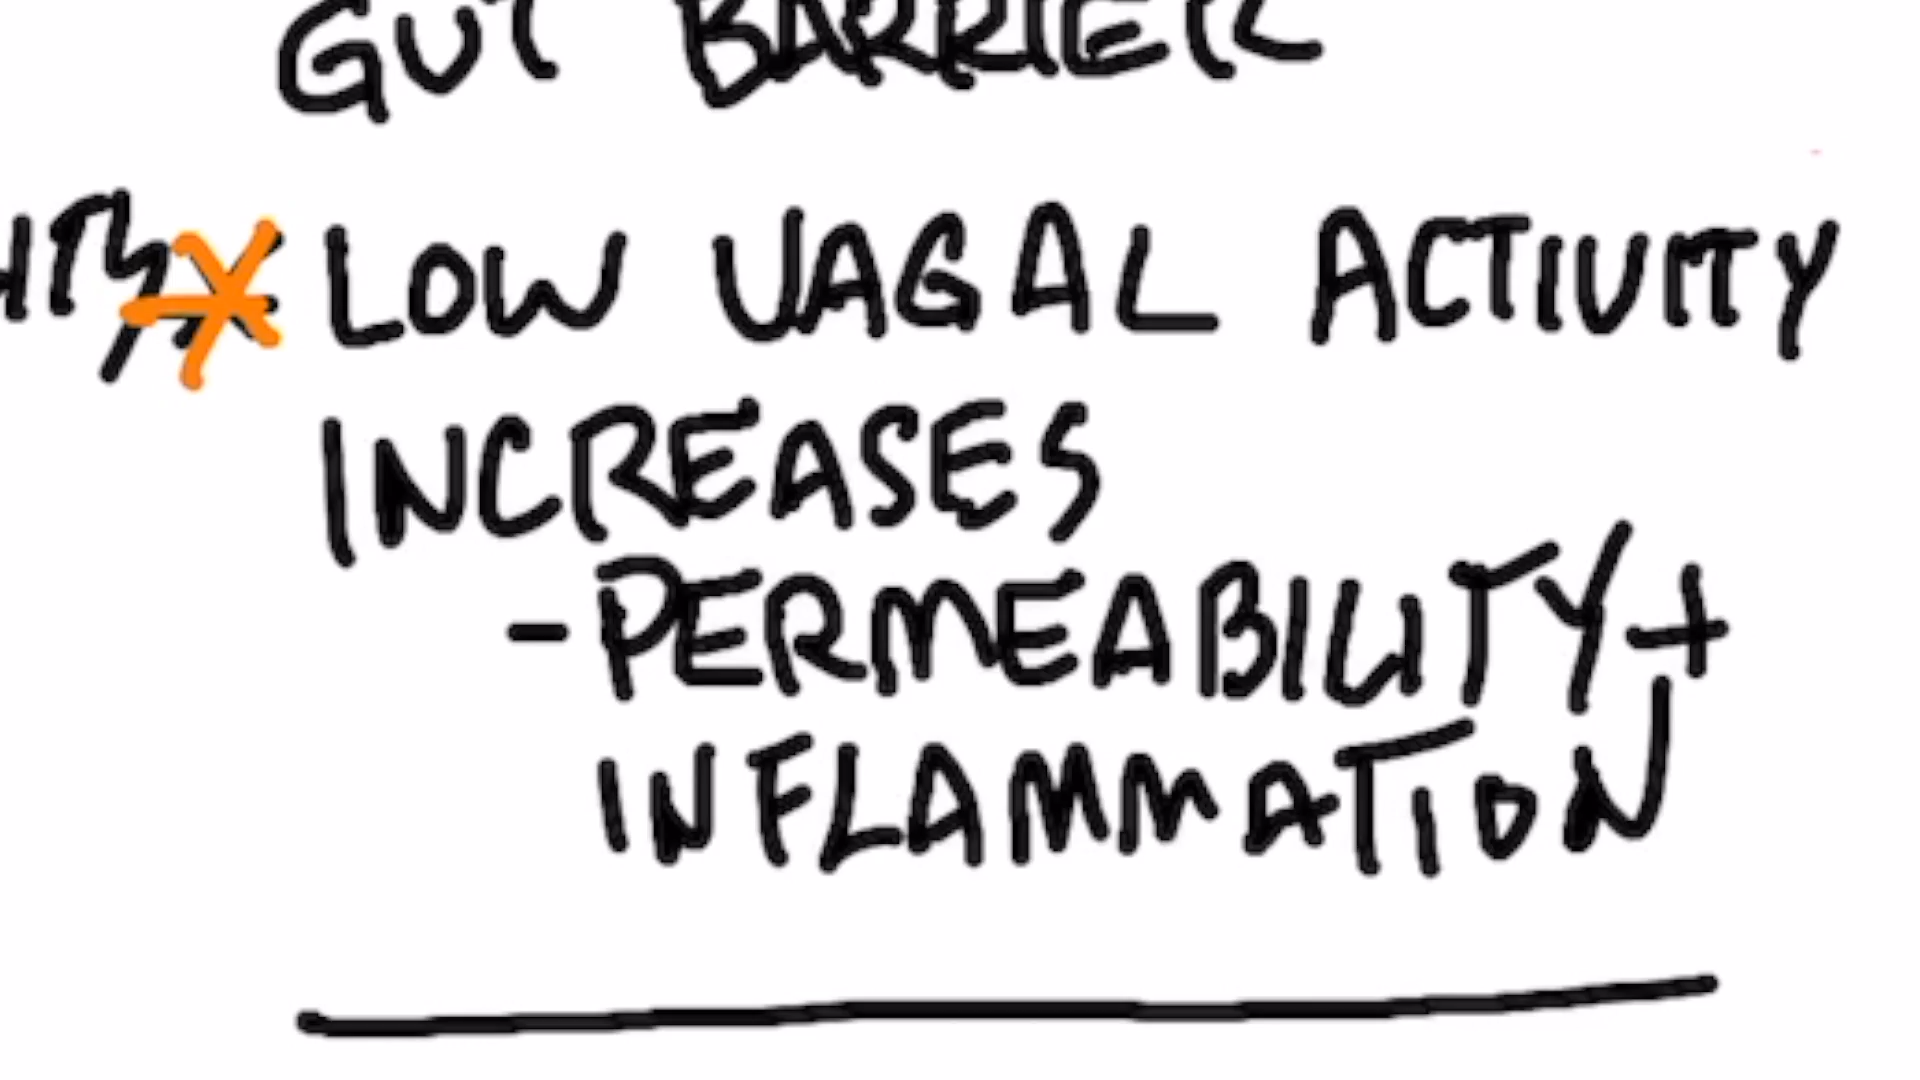 GUT BARRIER
* LOW VAGAL ACTIVITY
INCREASES
- PERMEABILITY +
INFLAMMATION